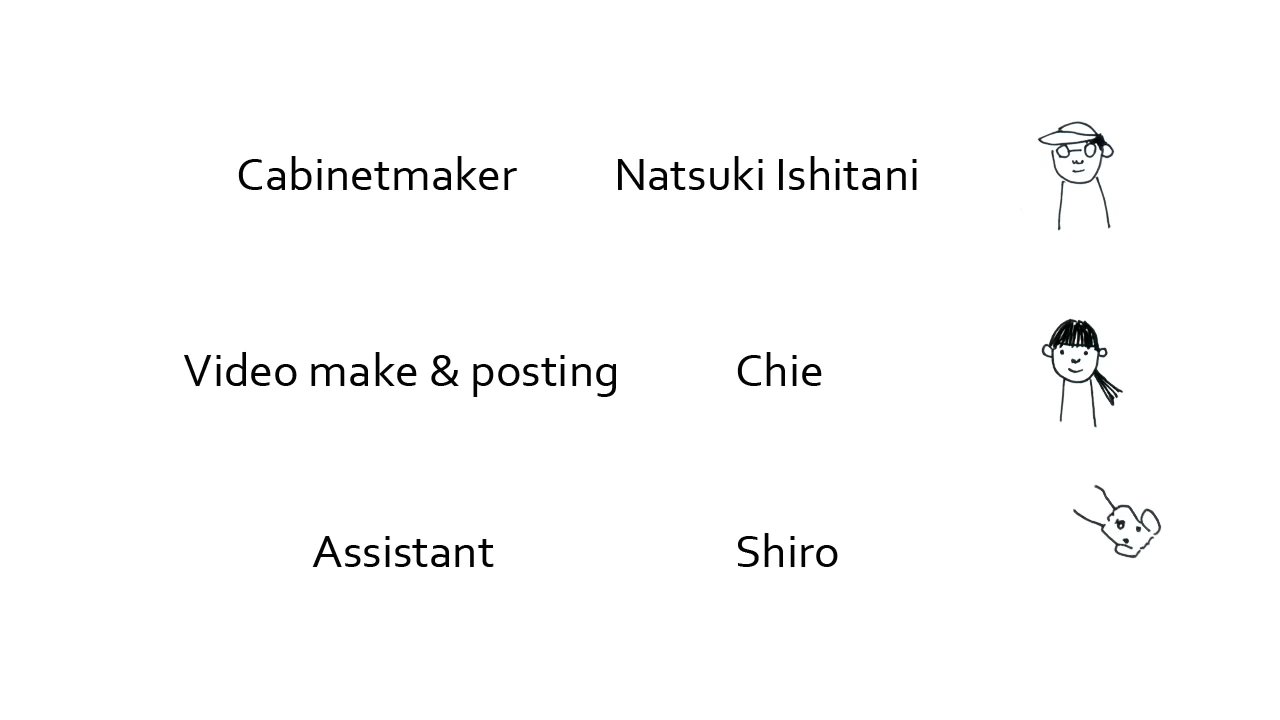 Cabinetmaker Natsuki Ishitani
Video make & posting Chie
Assistant Shiro